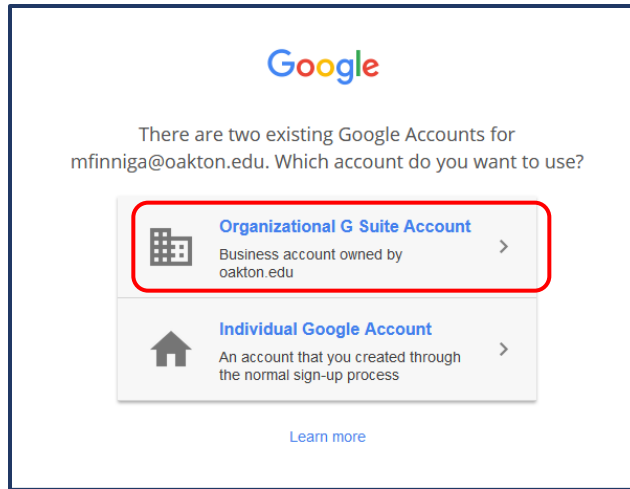 Google
There are two existing Google Accounts for
mfinniga@oakton.edu. Which account do you want to use?
Organizational G Suite Account
Business account owned by
oakton.edu
Individual Google Account
An account that you created through
the normal sign-up process
Learn more